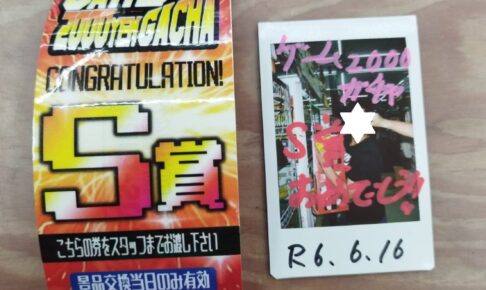 2000YEN GACHA
CONGRATULATION!
S賞
こちらの券をスタッフまでお渡し下さい
景品交換当日のみ有効
ゲーム2000
ガチャ
S賞
おめでとう
R6.6.16